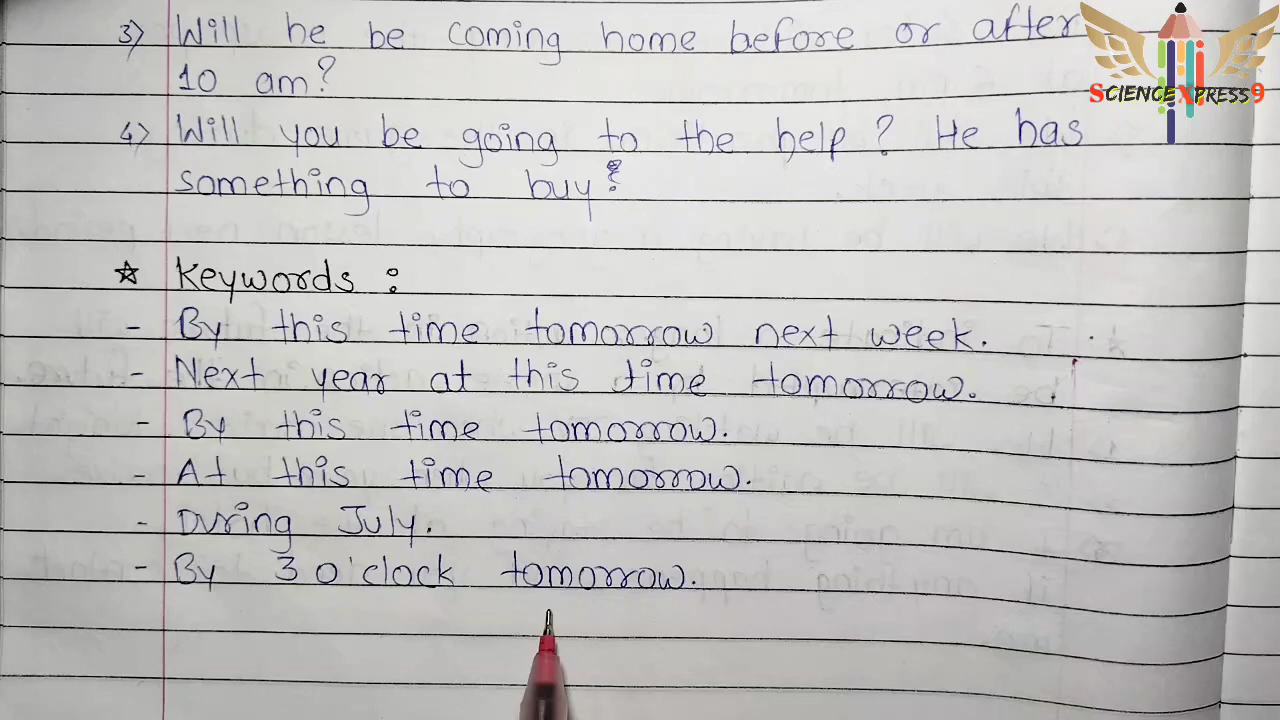 3) Will he be coming home before or after
10 am?
4) Will you be going to the help? He has
something to buy?
☆ Keywords :
- By this time tomorrow next week.
- Next year at this time tomorrow.
- By this time tomorrow.
- At this time tomorrow.
- During July.
- By 3 o'clock tomorrow.
SCIENCEXPRESS9